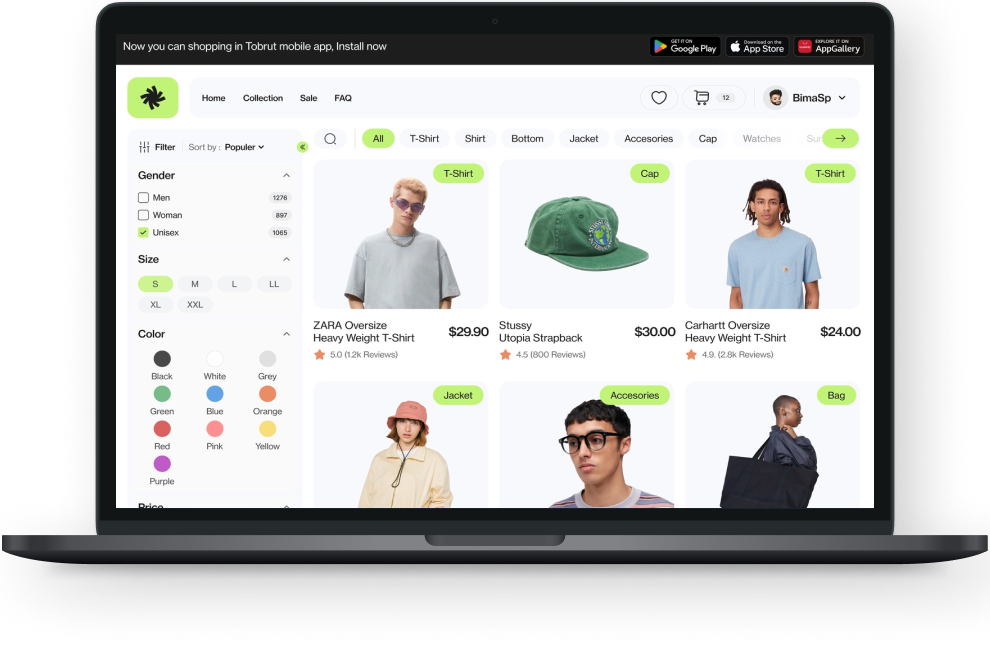 Now you can shopping in Tobrut mobile app, Install now
GET IT ON
Google Play
Download on the
App Store
EXPLORE IT ON
AppGallery
Home
Collection
Sale
FAQ
12
BimaSp
Filter
Sort by : Populer
All
T-Shirt
Shirt
Bottom
Jacket
Accesories
Cap
Watches
Gender
Men
1276
Woman
897
Unisex
1065
Size
S
M
L
LL
XL
XXL
Color
Black
White
Grey
Green
Blue
Orange
Red
Pink
Yellow
Purple
Price
T-Shirt
ZARA Oversize
Heavy Weight T-Shirt
$29.90
5.0 (1.2k Reviews)
Cap
Stussy
Utopia Strapback
$30.00
4.5 (800 Reviews)
T-Shirt
Carhartt Oversize
Heavy Weight T-Shirt
$24.00
4.9. (2.8k Reviews)
Jacket
Accesories
Bag